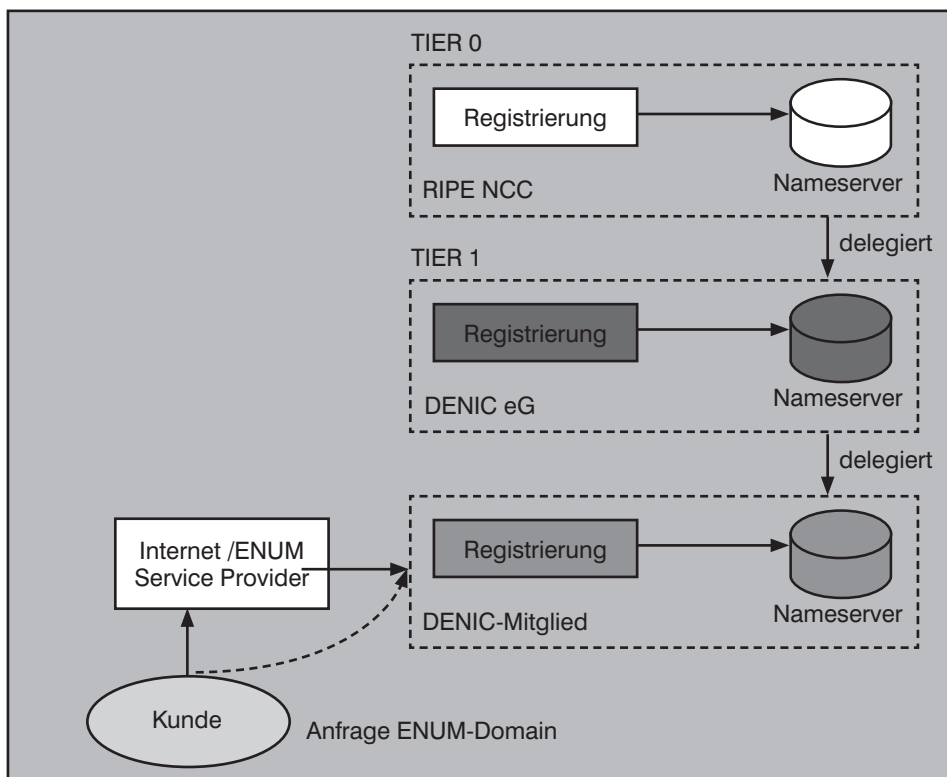 TIER 0
Registrierung
Nameserver
RIPE NCC
delegiert
TIER 1
Registrierung
Nameserver
DENIC eG
delegiert
Internet /ENUM
Service Provider
Registrierung
Nameserver
DENIC-Mitglied
Kunde
Anfrage ENUM-Domain